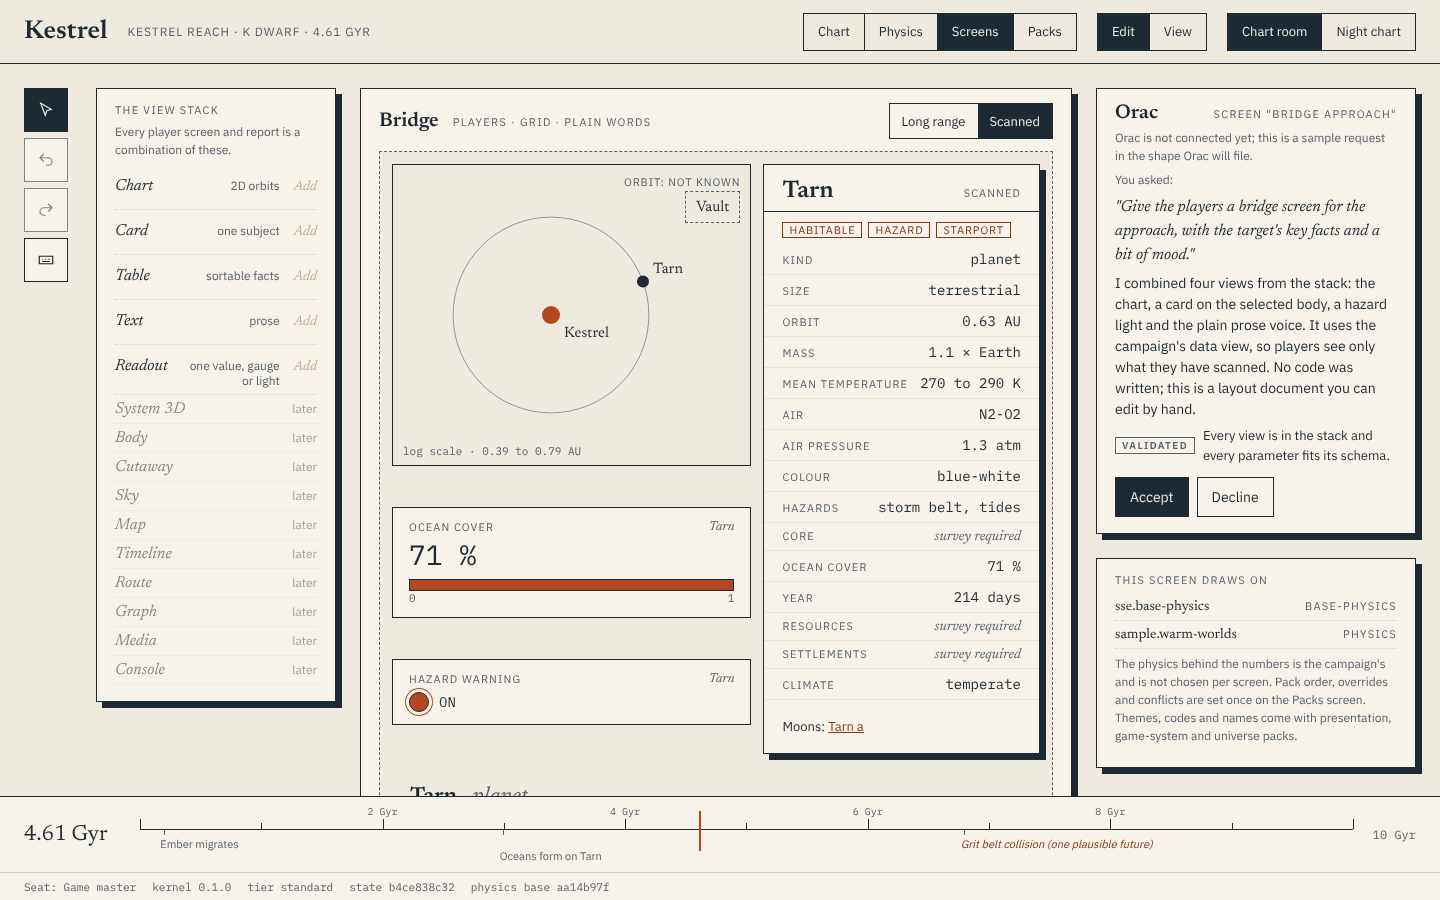 Kestrel
KESTREL REACH · K DWARF · 4.61 GYR
Chart
Physics
Screens
Packs
Edit
View
Chart room
Night chart
THE VIEW STACK
Every player screen and report is a
combination of these.
Chart 2D orbits Add
Card one subject Add
Table sortable facts Add
Text prose Add
Readout one value, gauge Add
or light
System 3D later
Body later
Cutaway later
Sky later
Map later
Timeline later
Route later
Graph later
Media later
Console later
Bridge PLAYERS · GRID · PLAIN WORDS
Long range
Scanned
ORBIT: NOT KNOWN
Vault
Tarn
Kestrel
log scale · 0.39 to 0.79 AU
OCEAN COVER Tarn
71 %
0 1
HAZARD WARNING Tarn
ON
Tarn · planet
Tarn SCANNED
HABITABLE HAZARD STARPORT
KIND planet
SIZE terrestrial
ORBIT 0.63 AU
MASS 1.1 × Earth
MEAN TEMPERATURE 270 to 290 K
AIR N2-O2
AIR PRESSURE 1.3 atm
COLOUR blue-white
HAZARDS storm belt, tides
CORE survey required
OCEAN COVER 71 %
YEAR 214 days
RESOURCES survey required
SETTLEMENTS survey required
CLIMATE temperate
Moons: Tarn a
Orac SCREEN "BRIDGE APPROACH"
Orac is not connected yet; this is a sample request
in the shape Orac will file.
You asked:
"Give the players a bridge screen for the
approach, with the target's key facts and a
bit of mood."
I combined four views from the stack: the
chart, a card on the selected body, a hazard
light and the plain prose voice. It uses the
campaign's data view, so players see only
what they have scanned. No code was
written; this is a layout document you can
edit by hand.
VALIDATED Every view is in the stack and
every parameter fits its schema.
Accept
Decline
THIS SCREEN DRAWS ON
sse.base-physics BASE-PHYSICS
sample.warm-worlds PHYSICS
The physics behind the numbers is the campaign's
and is not chosen per screen. Pack order, overrides
and conflicts are set once on the Packs screen.
Themes, codes and names come with presentation,
game-system and universe packs.
4.61 Gyr
2 Gyr 4 Gyr 6 Gyr 8 Gyr
10 Gyr
Ember migrates
Oceans form on Tarn
Grit belt collision (one plausible future)
Seat: Game master kernel 0.1.0 tier standard state b4ce838c32 physics base aa14b97f